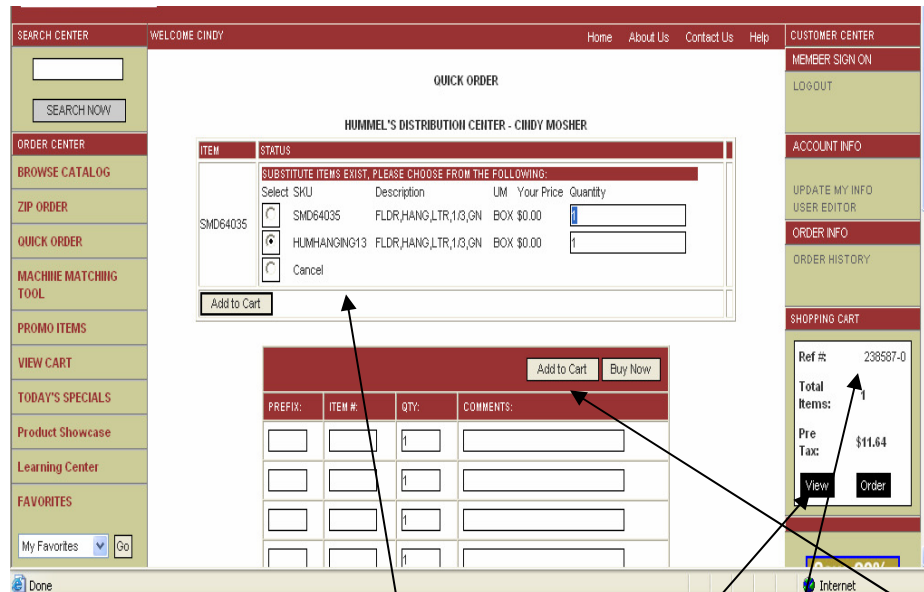 SEARCH CENTER
WELCOME CINDY
Home About Us Contact Us Help
CUSTOMER CENTER
MEMBER SIGN ON
LOGOUT
SEARCH NOW
QUICK ORDER
HUMMEL'S DISTRIBUTION CENTER - CINDY MOSHER
ORDER CENTER
BROWSE CATALOG
ZIP ORDER
QUICK ORDER
MACHINE MATCHING
TOOL
PROMO ITEMS
VIEW CART
TODAY'S SPECIALS
Product Showcase
Learning Center
FAVORITES
My Favorites Go
ITEM STATUS
SUBSTITUTE ITEMS EXIST, PLEASE CHOOSE FROM THE FOLLOWING:
Select SKU Description UM Your Price Quantity
SMD64035
SMD64035 FLDR,HANG,LTR,1/3,GN BOX $0.00 1
HUMHANGING13 FLDR,HANG,LTR,1/3,GN BOX $0.00 1
Cancel
Add to Cart
Add to Cart Buy Now
PREFIX: ITEM #: QTY: COMMENTS:
1
1
1
1
ACCOUNT INFO
UPDATE MY INFO
USER EDITOR
ORDER INFO
ORDER HISTORY
SHOPPING CART
Ref #: 238587-0
Total
Items: 1
Pre
Tax: $11.64
View Order
Done
Internet